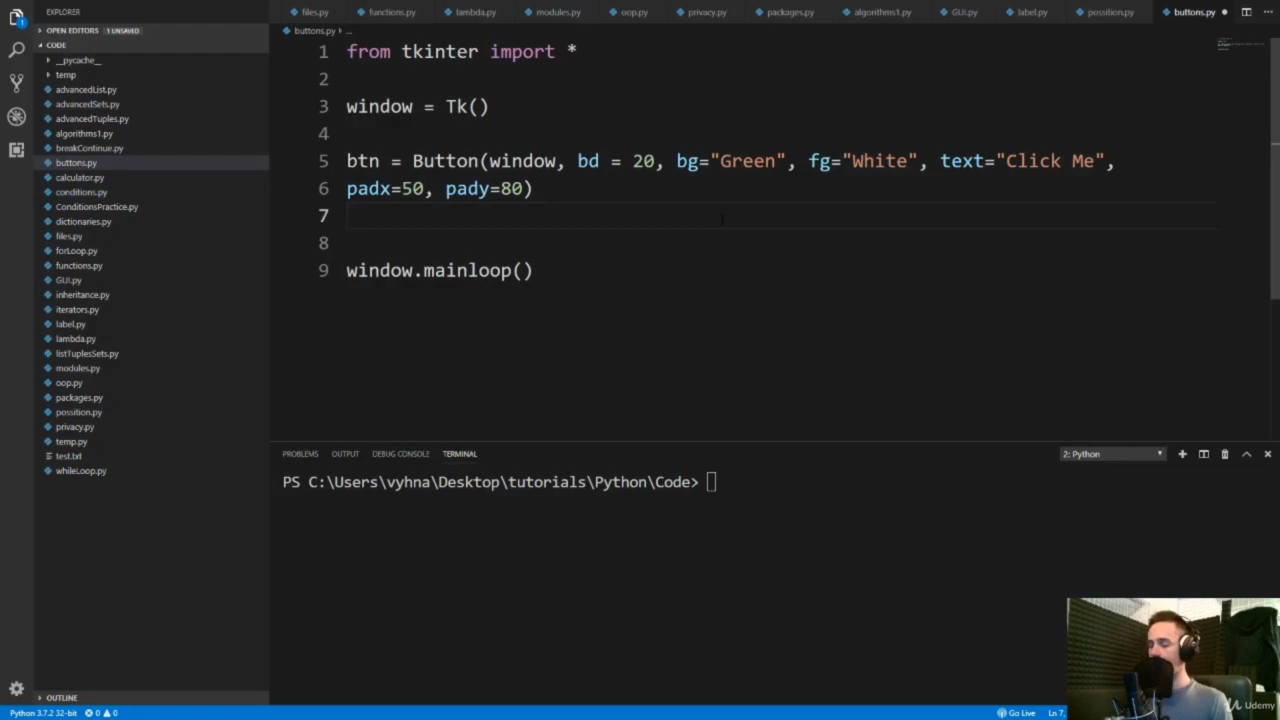 EXPLORER
OPEN EDITORS 1 UNSAVED
CODE
__pycache__
temp
advancedList.py
advancedSets.py
advancedTuples.py
algorithms1.py
breakContinue.py
buttons.py
calculator.py
conditions.py
ConditionsPractice.py
dictionaries.py
files.py
forLoop.py
functions.py
GUI.py
inheritance.py
iterators.py
label.py
lambda.py
listTuplesSets.py
modules.py
oop.py
packages.py
possition.py
privacy.py
temp.py
test.txt
whileLoop.py
OUTLINE
files.py functions.py lambda.py modules.py oop.py privacy.py packages.py algorithms1.py GUI.py label.py possition.py buttons.py
buttons.py › ...
1 from tkinter import *
2
3 window = Tk()
4
5 btn = Button(window, bd = 20, bg="Green", fg="White", text="Click Me",
6 padx=50, pady=80)
7
8
9 window.mainloop()
PROBLEMS OUTPUT DEBUG CONSOLE TERMINAL 2: Python
PS C:\Users\vyhna\Desktop\tutorials\Python\Code>
Python 3.7.2 32-bit 0 0 Go Live Ln 7,
Udemy